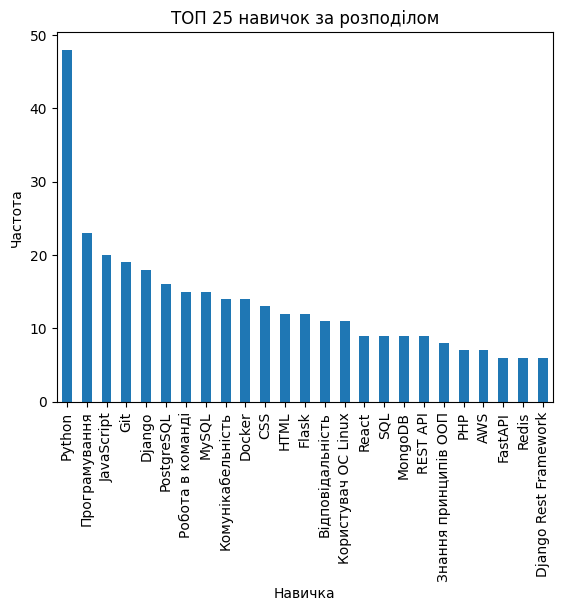 ТОП 25 навичок за розподілом
Частота
50
40
30
20
10
0
Python
Програмування
JavaScript
Git
Django
PostgreSQL
Робота в команді
MySQL
Комунікабельність
Docker
CSS
HTML
Flask
Відповідальність
Користувач ОС Linux
React
SQL
MongoDB
REST API
Знання принципів ООП
PHP
AWS
FastAPI
Redis
Django Rest Framework
Навичка